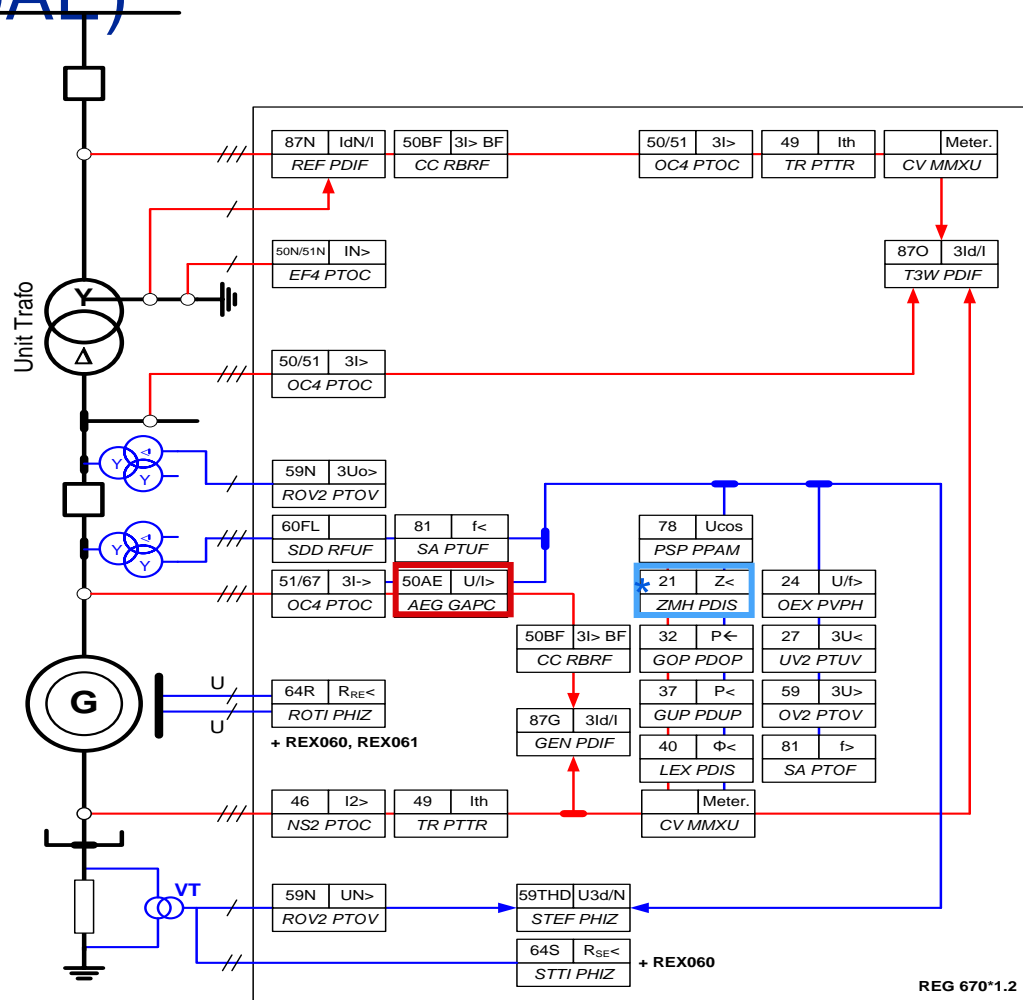 87N IdN/I 50BF 3I> BF 50/51 3I> 49 Ith Meter.
REF PDIF CC RBRF OC4 PTOC TR PTTR CV MMXU
50N/51N IN> 87O 3Id/I
EF4 PTOC T3W PDIF
Y
Δ
Unit Trafo
50/51 3I>
OC4 PTOC
Y Y
59N 3Uo>
ROV2 PTOV
60FL 81 f< 78 Ucos
SDD RFUF SA PTUF PSP PPAM
Y Y
51/67 3I-> 50AE U/I> * 21 Z< 24 U/f>
OC4 PTOC AEG GAPC ZMH PDIS OEX PVPH
50BF 3I> BF 32 P← 27 3U<
CC RBRF GOP PDOP UV2 PTUV
G
U
U
64R RRE< 37 P< 59 3U>
ROTI PHIZ GUP PDUP OV2 PTOV
+ REX060, REX061
87G 3Id/I 40 Φ< 81 f>
GEN PDIF LEX PDIS SA PTOF
46 I2> 49 Ith Meter.
NS2 PTOC TR PTTR CV MMXU
VT
59N UN> 59THD U3d/N
ROV2 PTOV STEF PHIZ
64S RSE<
STTI PHIZ
+ REX060
REG 670*1.2